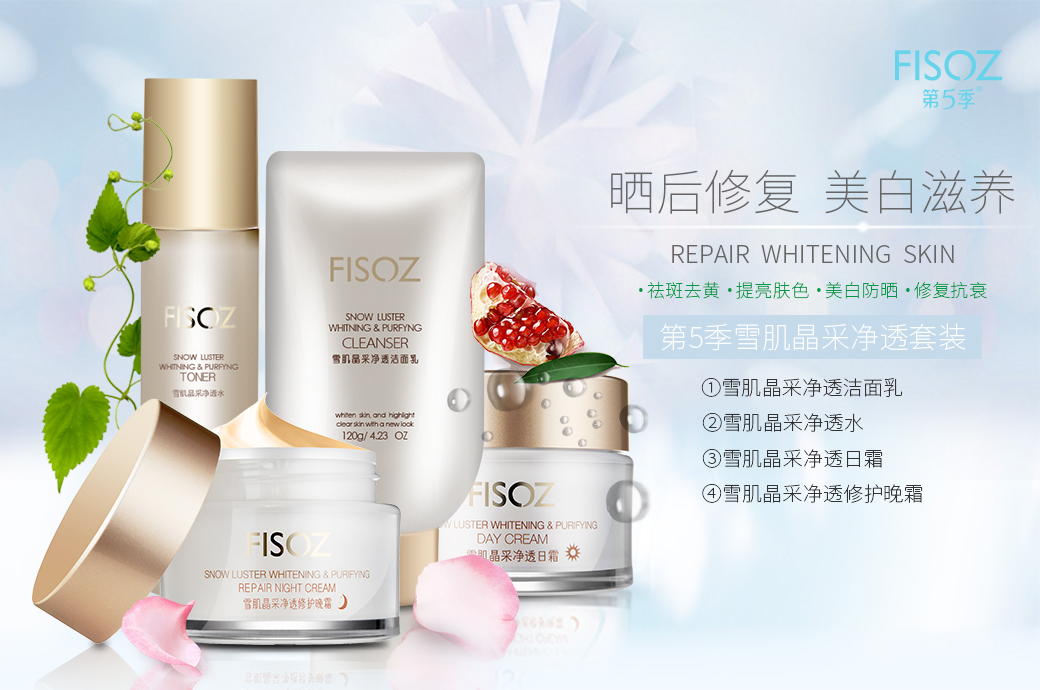 FISOZ
第5季®
晒后修复 美白滋养
REPAIR WHITENING SKIN
•祛斑去黄 •提亮肤色 •美白防晒 •修复抗衰
第5季雪肌晶采净透套装
①雪肌晶采净透洁面乳
②雪肌晶采净透水
③雪肌晶采净透日霜
④雪肌晶采净透修护晚霜
FISOZ
SNOW LUSTER
WHITNING & PURFYNG
TONER
雪肌晶采净透水
FISOZ
SNOW LUSTER
WHITNING & PURFYNG
CLEANSER
雪肌晶采净透洁面乳
whiten skin, and highlight
clear skin with a new look
120g/ 4.23 OZ
FISOZ
SNOW LUSTER WHITENING & PURIFYING
REPAIR NIGHT CREAM
雪肌晶采净透修护晚霜
FISOZ
LUSTER WHITENING & PURIFYING
DAY CREAM
雪肌晶采净透日霜